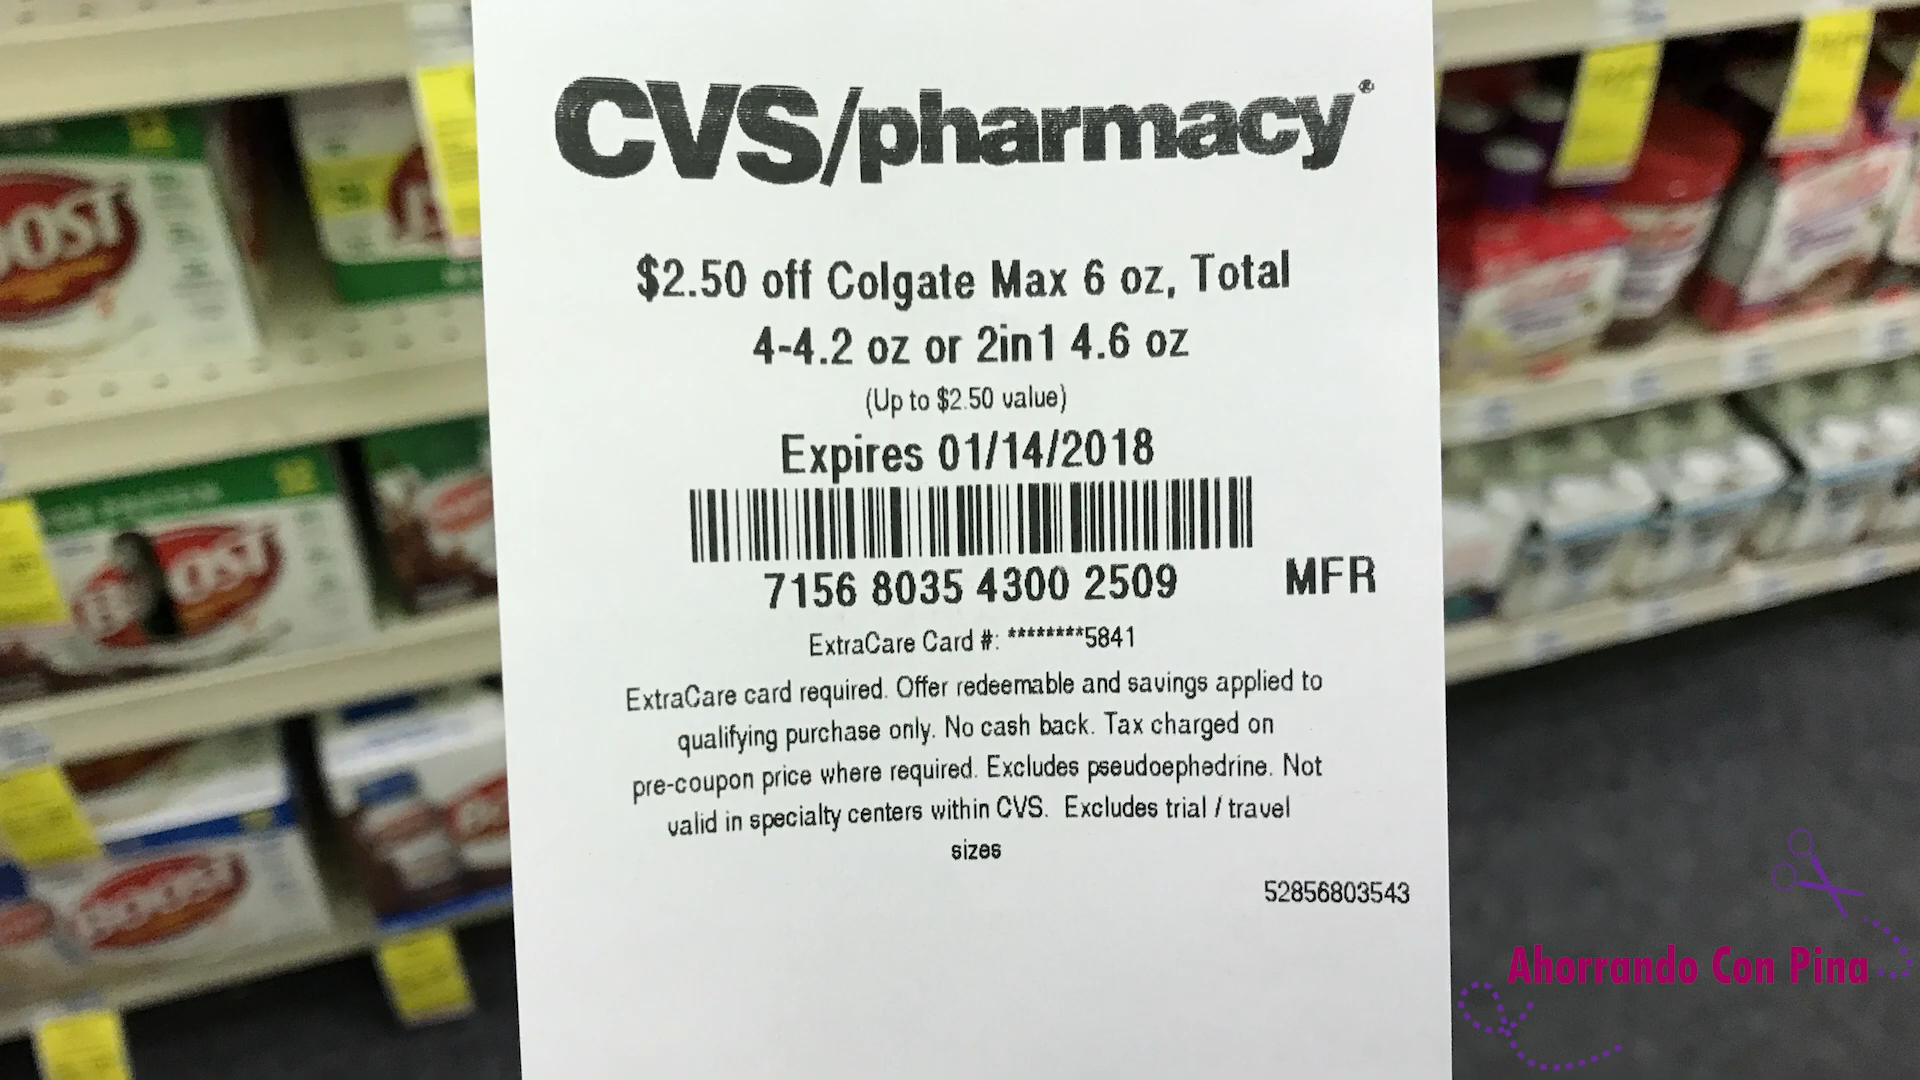 CVS/pharmacy®
$2.50 off Colgate Max 6 oz, Total
4-4.2 oz or 2in1 4.6 oz
(Up to $2.50 value)
Expires 01/14/2018
7156 8035 4300 2509
MFR
ExtraCare Card #: ********5841
ExtraCare card required. Offer redeemable and savings applied to
qualifying purchase only. No cash back. Tax charged on
pre-coupon price where required. Excludes pseudoephedrine. Not
valid in specialty centers within CVS. Excludes trial / travel
sizes
52856803543
BOOST
BOOST
Ahorrando Con Pina